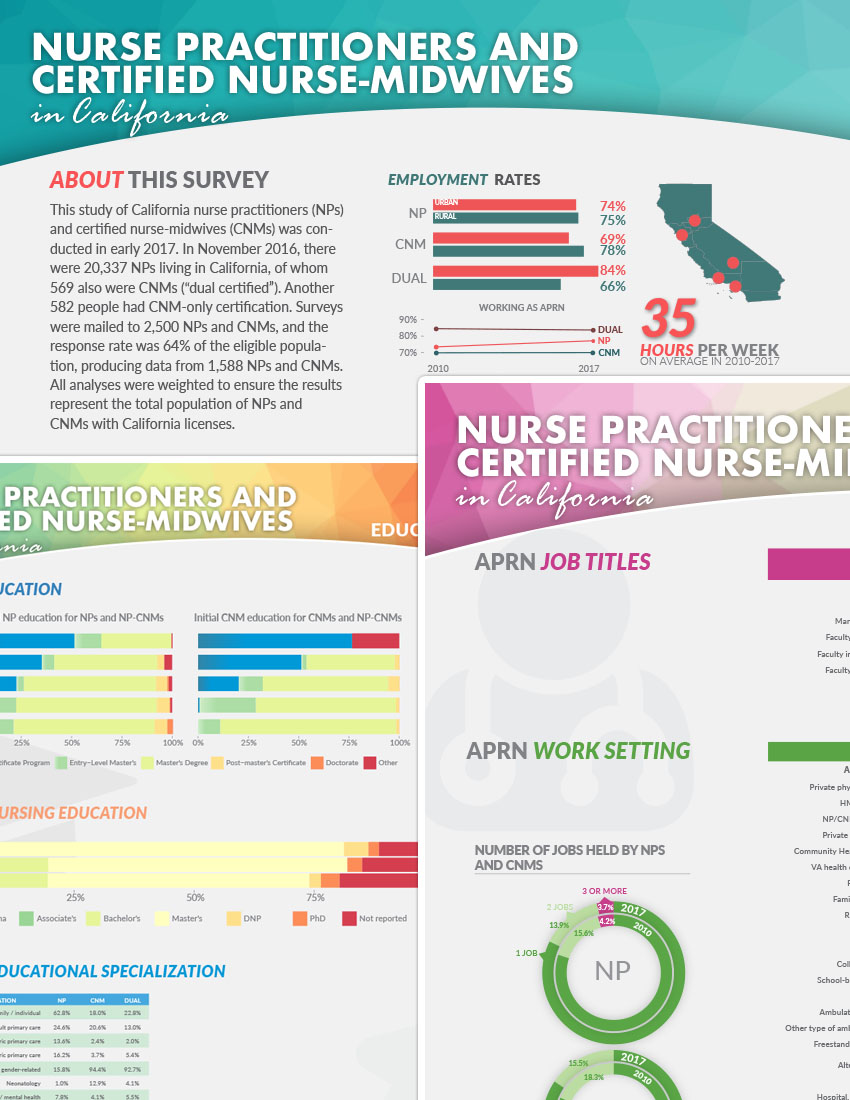 NURSE PRACTITIONERS AND
CERTIFIED NURSE-MIDWIVES
in California
ABOUT THIS SURVEY
This study of California nurse practitioners (NPs)
and certified nurse-midwives (CNMs) was con-
ducted in early 2017. In November 2016, there
were 20,337 NPs living in California, of whom
569 also were CNMs (“dual certified”). Another
582 people had CNM-only certification. Surveys
were mailed to 2,500 NPs and CNMs, and the
response rate was 64% of the eligible popula-
tion, producing data from 1,588 NPs and CNMs.
All analyses were weighted to ensure the results
represent the total population of NPs and
CNMs with California licenses.
EMPLOYMENT RATES
NP URBAN 74%
RURAL 75%
CNM 69%
78%
DUAL 84%
66%
WORKING AS APRN
90%
80%
70%
DUAL
NP
CNM
2010 2017
35
HOURS PER WEEK
ON AVERAGE IN 2010-2017
PRACTITIONERS AND
ED NURSE-MIDWIVES
nia
EDUC
UCATION
NP education for NPs and NP-CNMs
Initial CNM education for CNMs and NP-CNMs
25% 50% 75% 100% 0% 25% 50% 75% 100%
tificate Program Entry-Level Master's Master's Degree Post-master's Certificate Doctorate Other
URSING EDUCATION
25% 50% 75%
ma Associate's Bachelor's Master's DNP PhD Not reported
DUCATIONAL SPECIALIZATION
ATION NP CNM DUAL
mily / individual 62.8% 18.0% 22.8%
ult primary care 24.6% 20.6% 13.0%
ric primary care 13.6% 2.4% 2.0%
ric primary care 16.2% 3.7% 5.4%
gender-related 15.8% 94.4% 92.7%
Neonatology 1.0% 12.9% 4.1%
/ mental health 7.8% 4.1% 5.5%
NURSE PRACTITIONE
CERTIFIED NURSE-MI
in California
APRN JOB TITLES
Man
Faculty
Faculty in
Faculty
APRN WORK SETTING
A
Private phy
HM
NP/CN
Private
Community He
VA health
Fami
R
Coll
School-b
Ambulat
Other type of amb
Freestand
Alte
Hospital,
NUMBER OF JOBS HELD BY NPS
AND CNMS
3 OR MORE
2 JOBS
1 JOB
3.7% 2017
4.2% 2010
13.9%
15.6%
NP
15.5% 2017
18.3% 2010